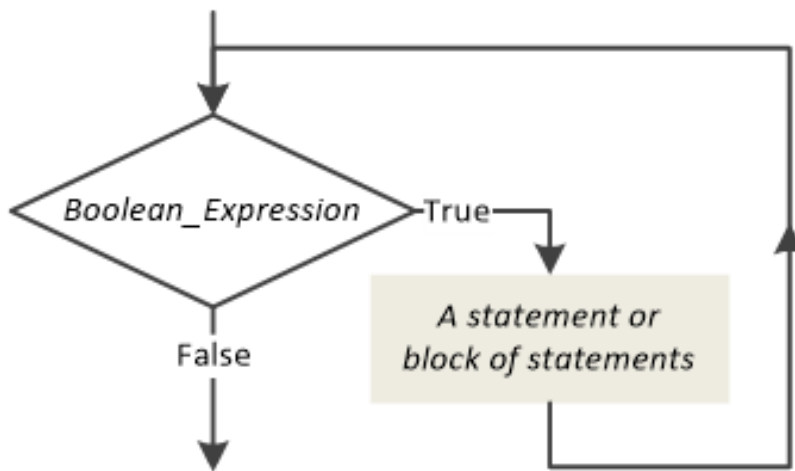 Boolean_Expression
True
A statement or
block of statements
False